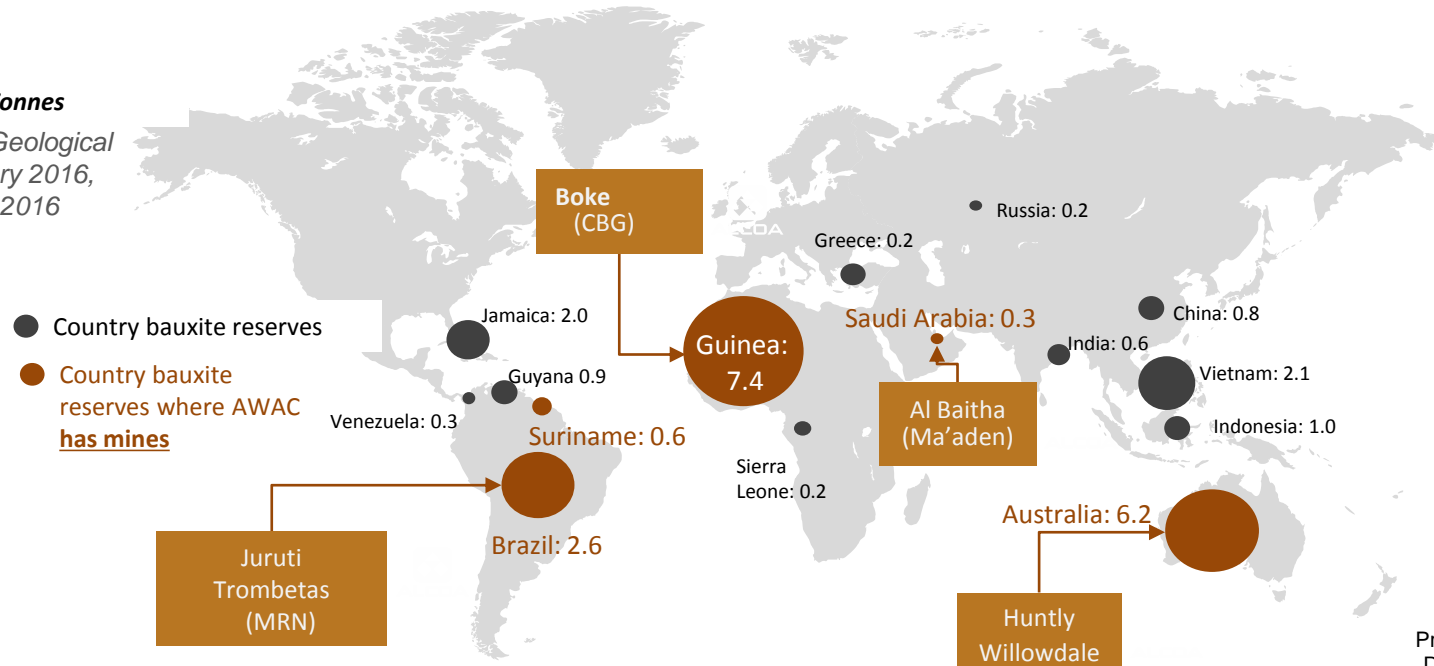 onnes
Geological
ry 2016,
2016
Boke
(CBG)
COA
Russia: 0.2
Greece: 0.2
Country bauxite reserves
Country bauxite
reserves where AWAC
has mines
Jamaica: 2.0
Guyana 0.9
Venezuela: 0.3
Suriname: 0.6
Guinea:
7.4
Saudi Arabia: 0.3
China: 0.8
India: 0.6
Vietnam: 2.1
Indonesia: 1.0
Al Baitha
(Ma'aden)
Sierra
Leone: 0.2
Brazil: 2.6
Australia: 6.2
Juruti
Trombetas
(MRN)
Huntly
Willowdale